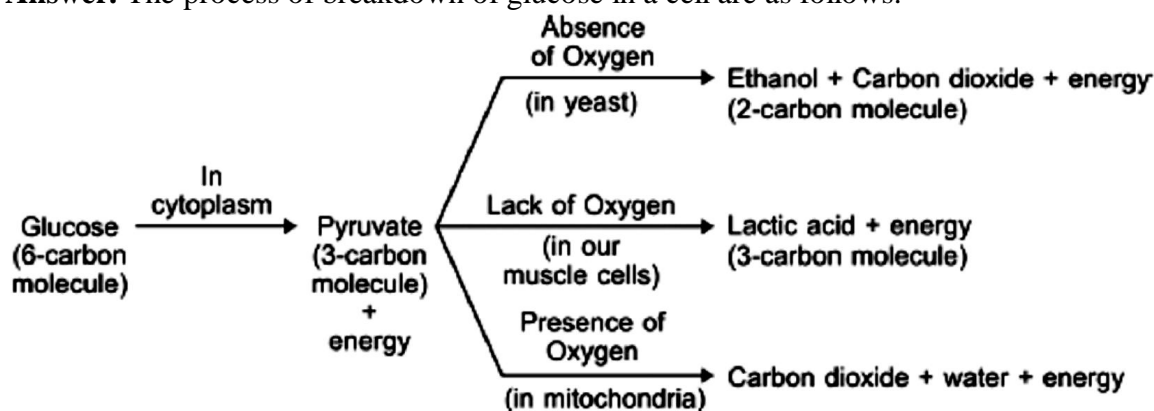 Answer: The process of breakdown of glucose in a cell are as follows:
Absence
of Oxygen
(in yeast)
Ethanol + Carbon dioxide + energy
(2-carbon molecule)
In
cytoplasm
Glucose
(6-carbon
molecule)
Pyruvate
(3-carbon
molecule)
+
energy
Lack of Oxygen
(in our
muscle cells)
Lactic acid + energy
(3-carbon molecule)
Presence of
Oxygen
(in mitochondria)
Carbon dioxide + water + energy